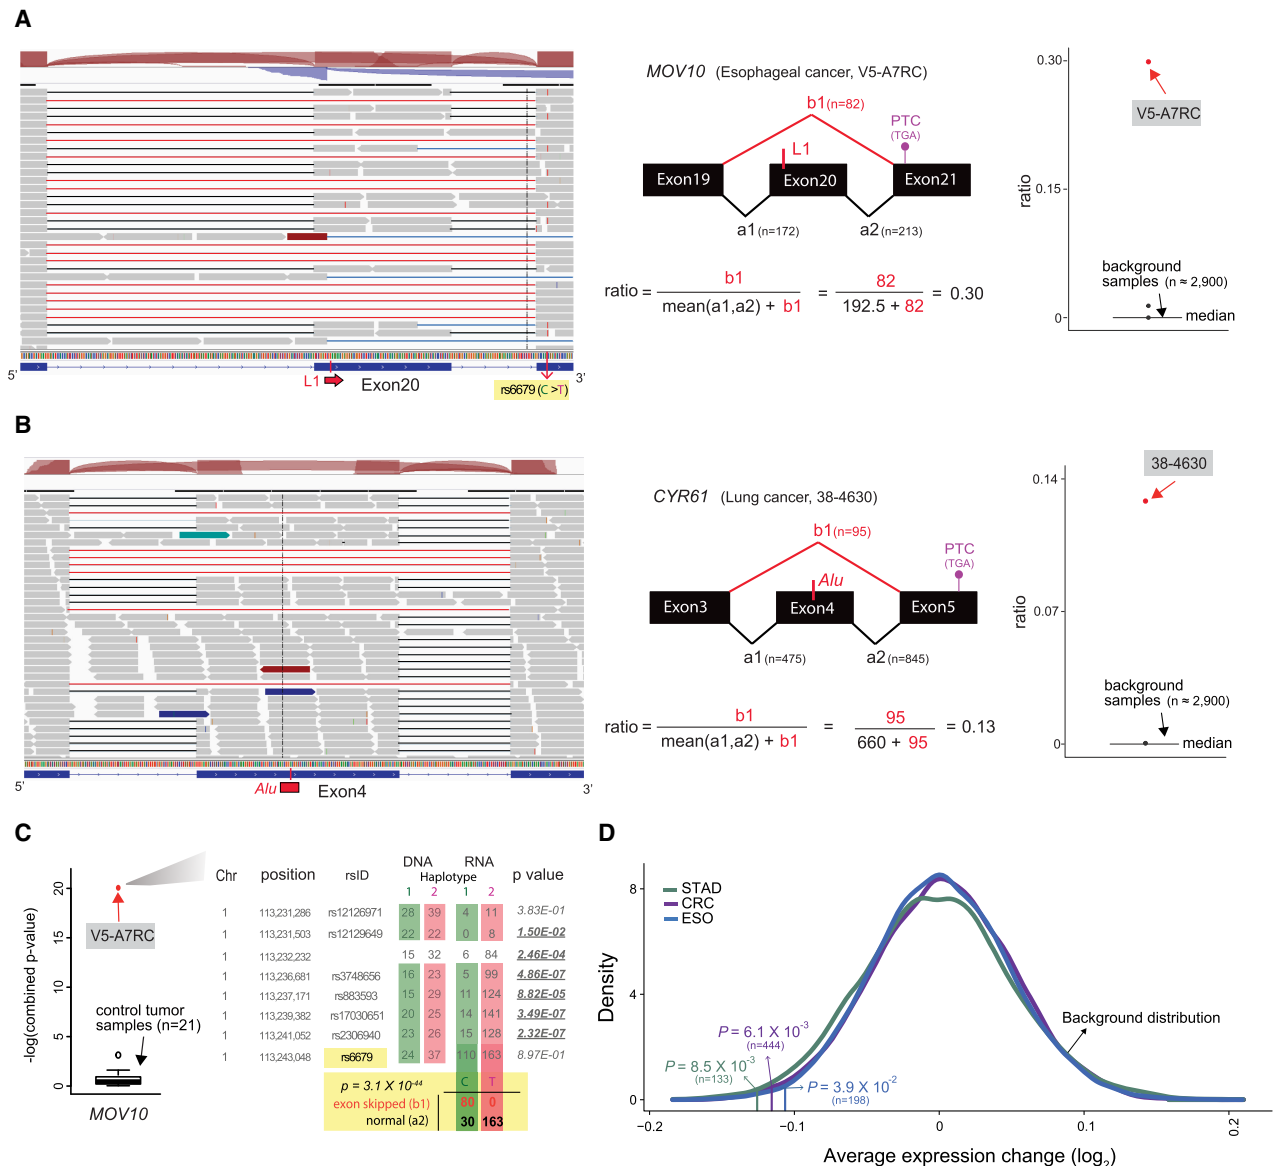 A
MOV10 (Esophageal cancer, V5-A7RC)
b1(n=82)
PTC
(TGA)
L1
Exon19 Exon20 Exon21
a1(n=172) a2(n=213)
ratio = b1 / mean(a1,a2) + b1 = 82 / 192.5 + 82 = 0.30
0.30
0.15
0
ratio
V5-A7RC
background
samples (n ≈ 2,900)
median
5' 3'
L1 Exon20
rs6679 (C >T)
B
CYR61 (Lung cancer, 38-4630)
b1(n=95)
PTC
(TGA)
Alu
Exon3 Exon4 Exon5
a1(n=475) a2(n=845)
ratio = b1 / mean(a1,a2) + b1 = 95 / 660 + 95 = 0.13
0.14
0.07
0
ratio
38-4630
background
samples (n ≈ 2,900)
median
5' 3'
Alu Exon4
C
-log(combined p-value)
20
15
10
5
0
V5-A7RC
control tumor
samples (n=21)
MOV10
DNA RNA
Chr position rsID Haplotype p value
1 2 1 2
1 113,231,286 rs12126971 28 39 4 11 3.83E-01
1 113,231,503 rs12129649 22 22 0 8 1.50E-02
1 113,232,232 15 32 6 84 2.46E-04
1 113,236,681 rs3748656 16 23 5 99 4.86E-07
1 113,237,171 rs883593 15 29 11 124 8.82E-05
1 113,239,382 rs17030651 20 25 14 141 3.49E-07
1 113,241,052 rs2306940 23 26 15 128 2.32E-07
1 113,243,048 rs6679 24 37 110 163 8.97E-01
p = 3.1 X 10-44 C T
exon skipped (b1) 80 0
normal (a2) 30 163
D
STAD
CRC
ESO
Density
8
4
0
P = 6.1 X 10-3
(n=444)
P = 8.5 X 10-3
(n=133)
P = 3.9 X 10-2
(n=198)
Background distribution
−0.2 −0.1 0 0.1 0.2
Average expression change (log2)